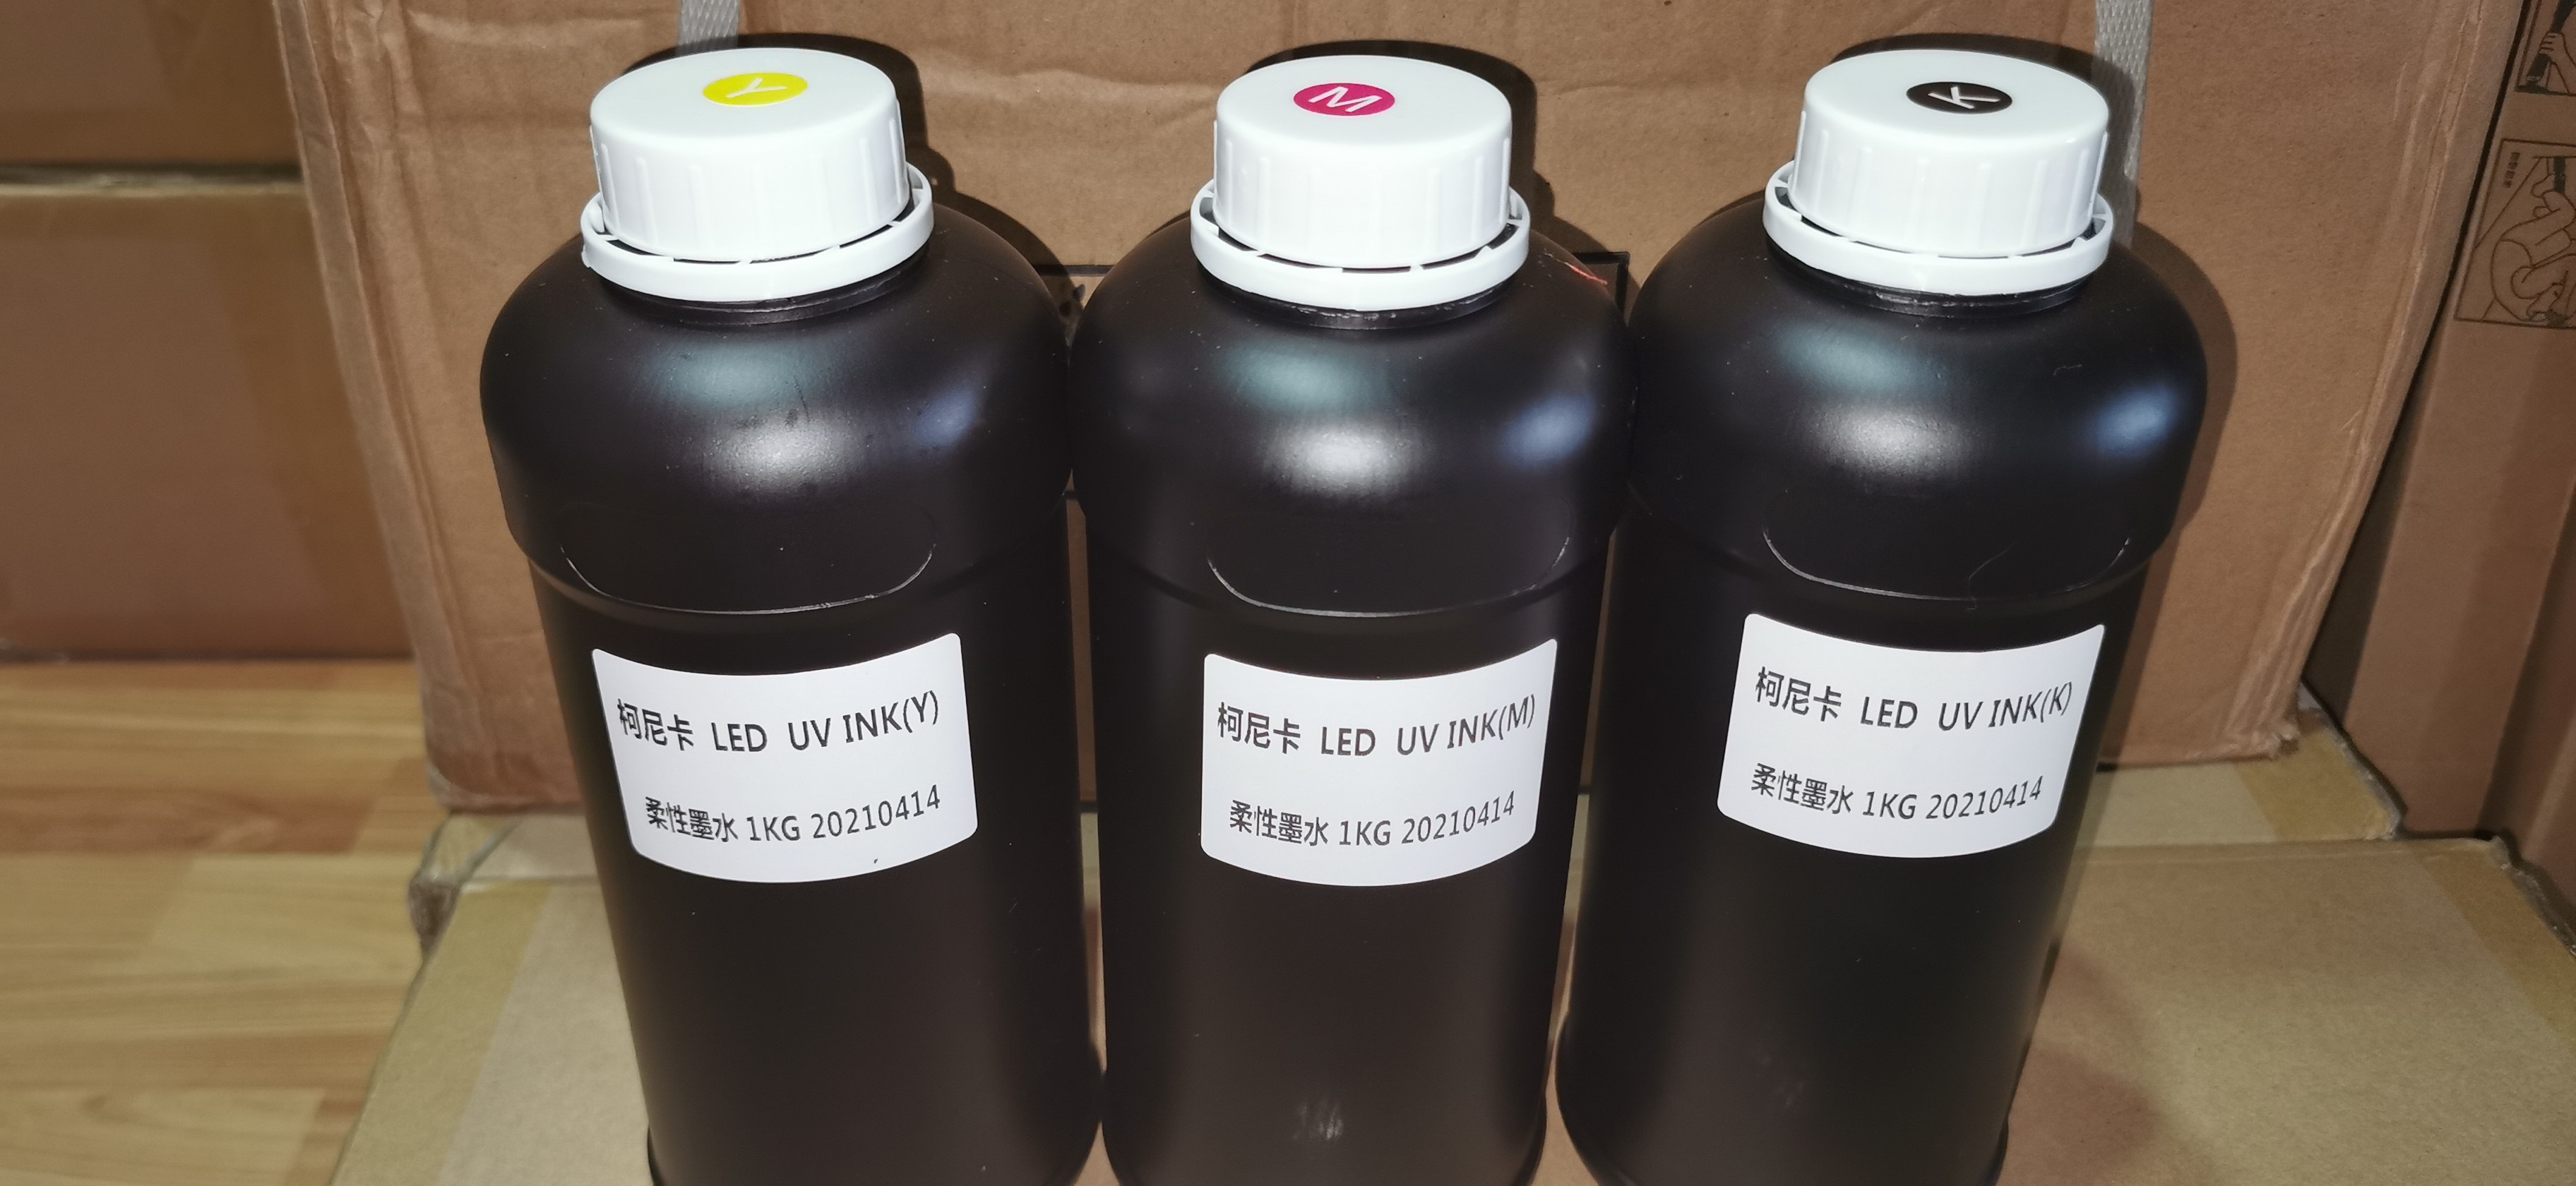 Y
M
K
柯尼卡 LED UV INK(Y)
柔性墨水 1KG 20210414
柯尼卡 LED UV INK(M)
柔性墨水 1KG 20210414
柯尼卡 LED UV INK(K)
柔性墨水 1KG 20210414